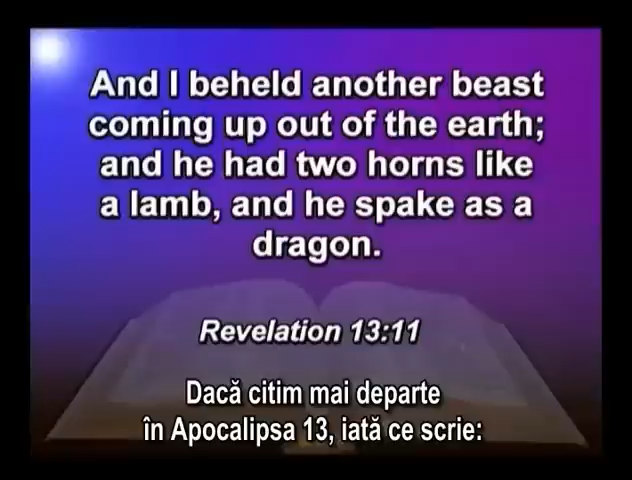 And I beheld another beast
coming up out of the earth;
and he had two horns like
a lamb, and he spake as a
dragon.
Revelation 13:11
Dacă citim mai departe
în Apocalipsa 13, iată ce scrie: